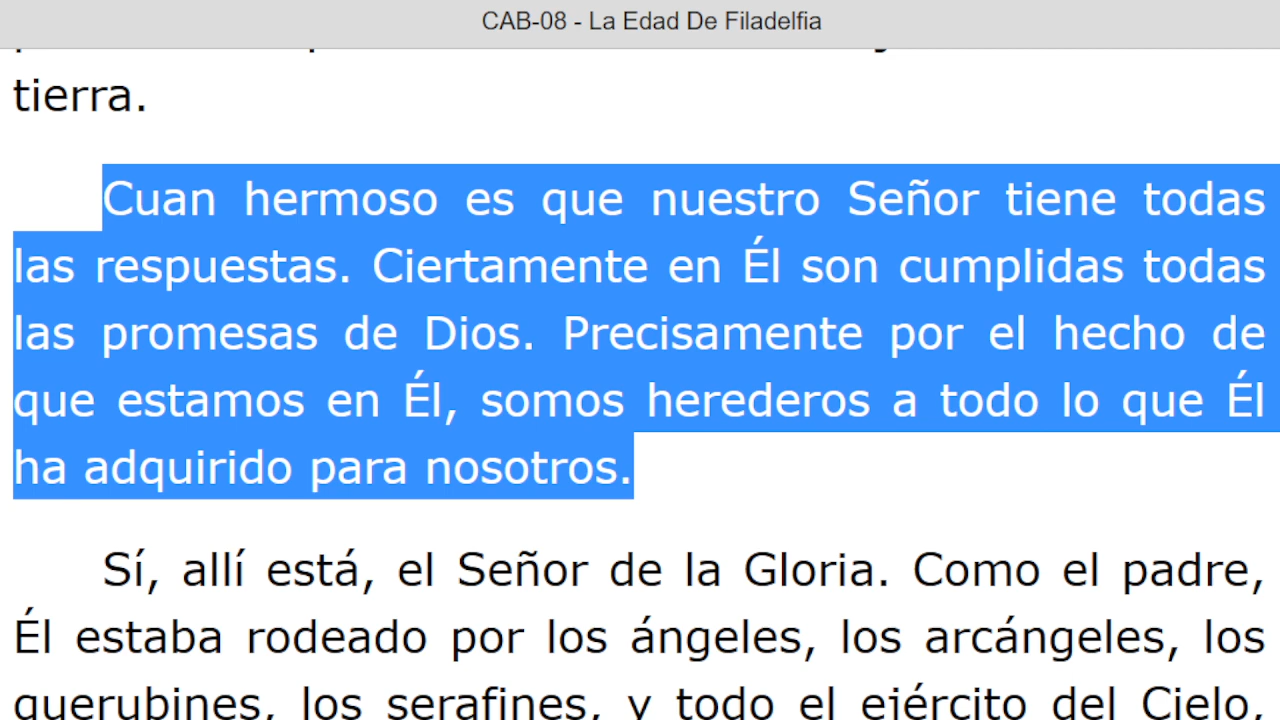 CAB-08 - La Edad De Filadelfia
tierra.
Cuan hermoso es que nuestro Señor tiene todas
las respuestas. Ciertamente en Él son cumplidas todas
las promesas de Dios. Precisamente por el hecho de
que estamos en Él, somos herederos a todo lo que Él
ha adquirido para nosotros.
Sí, allí está, el Señor de la Gloria. Como el padre,
Él estaba rodeado por los ángeles, los arcángeles, los
querubines, los serafines, y todo el ejército del Cielo,